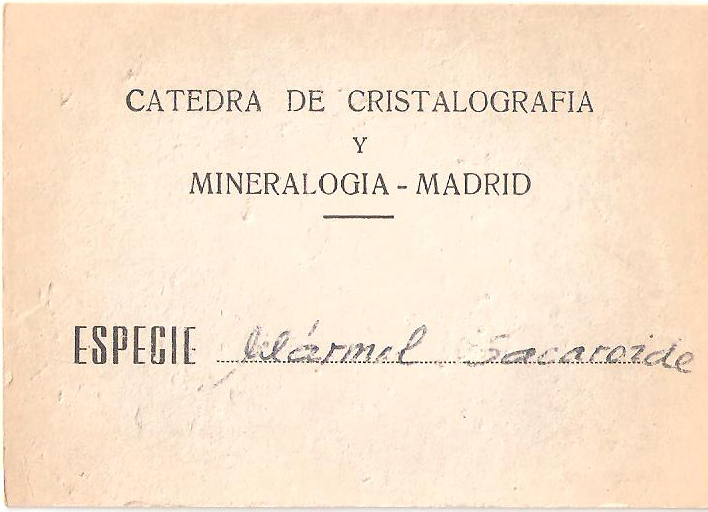 CATEDRA DE CRISTALOGRAFIA
Y
MINERALOGIA - MADRID
ESPECIE Mármol Sacaroide